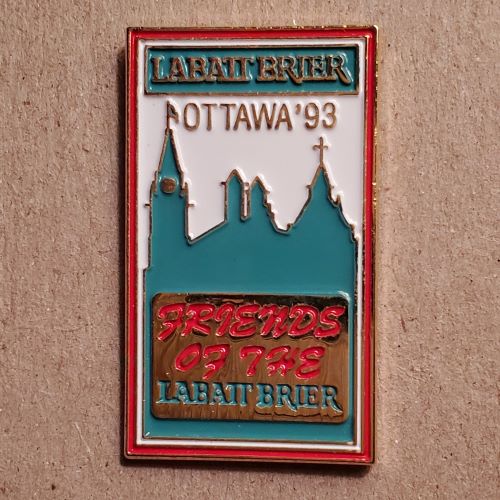 LABATT BRIER
OTTAWA '93
FRIENDS
OF THE
LABATT BRIER